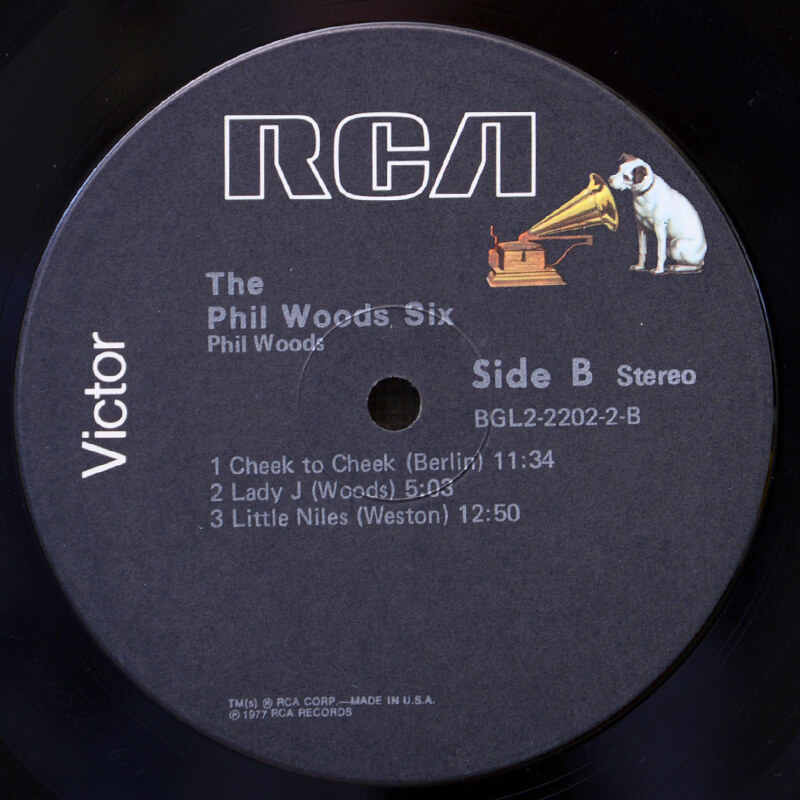 RCA
The
Phil Woods Six
Phil Woods
Victor
Side B Stereo
BGL2-2202-2-B
1 Cheek to Cheek (Berlin) 11:34
2 Lady J (Woods) 5:03
3 Little Niles (Weston) 12:50
TM(s) ® RCA CORP.—MADE IN U.S.A.
℗ 1977 RCA RECORDS